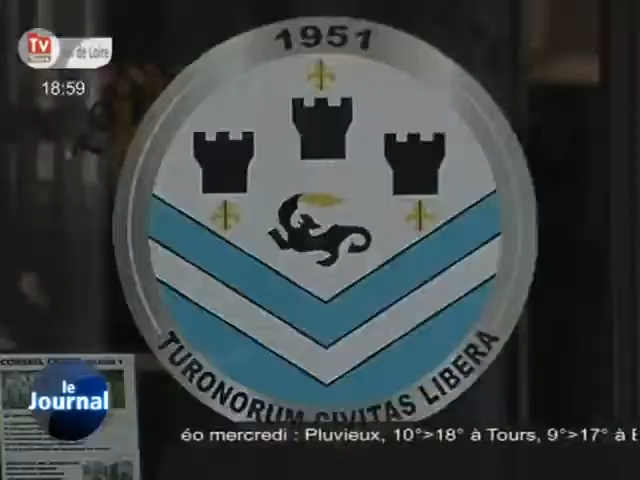 1951
TV
de Loire
18:59
TURONORUM CIVITAS LIBERA
le
Journal
éo mercredi : Pluvieux, 10°>18° à Tours, 9°>17° à B